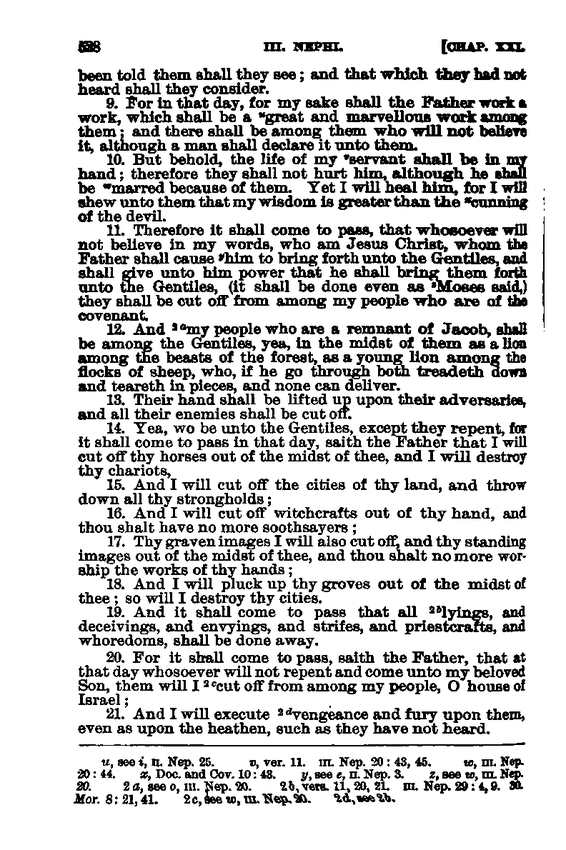 528 III. NEPHI. [CHAP. XXI.
been told them shall they see; and that which they had not
heard shall they consider.
9. For in that day, for my sake shall the Father work a
work, which shall be a ᵘgreat and marvellous work among
them; and there shall be among them who will not believe
it, although a man shall declare it unto them.
10. But behold, the life of my ᵛservant shall be in my
hand; therefore they shall not hurt him, although he shall
be ʷmarred because of them. Yet I will heal him, for I will
shew unto them that my wisdom is greater than the ˣcunning
of the devil.
11. Therefore it shall come to pass, that whosoever will
not believe in my words, who am Jesus Christ, whom the
Father shall cause ʸhim to bring forth unto the Gentiles, and
shall give unto him power that he shall bring them forth
unto the Gentiles, (it shall be done even as ᶻMoses said,)
they shall be cut off from among my people who are of the
covenant.
12. And ²ᵃmy people who are a remnant of Jacob, shall
be among the Gentiles, yea, in the midst of them as a lion
among the beasts of the forest, as a young lion among the
flocks of sheep, who, if he go through both treadeth down
and teareth in pieces, and none can deliver.
13. Their hand shall be lifted up upon their adversaries,
and all their enemies shall be cut off.
14. Yea, wo be unto the Gentiles, except they repent, for
it shall come to pass in that day, saith the Father that I will
cut off thy horses out of the midst of thee, and I will destroy
thy chariots,
15. And I will cut off the cities of thy land, and throw
down all thy strongholds;
16. And I will cut off witchcrafts out of thy hand, and
thou shalt have no more soothsayers;
17. Thy graven images I will also cut off, and thy standing
images out of the midst of thee, and thou shalt no more wor-
ship the works of thy hands;
18. And I will pluck up thy groves out of the midst of
thee; so will I destroy thy cities.
19. And it shall come to pass that all ²ᵇlyings, and
deceivings, and envyings, and strifes, and priestcrafts, and
whoredoms, shall be done away.
20. For it shall come to pass, saith the Father, that at
that day whosoever will not repent and come unto my beloved
Son, them will I ²ᶜcut off from among my people, O house of
Israel;
21. And I will execute ²ᵈvengeance and fury upon them,
even as upon the heathen, such as they have not heard.
u, see i, II. Nep. 25. v, ver. 11. III. Nep. 20: 43, 45. w, III. Nep.
20: 44. x, Doc. and Cov. 10: 43. y, see e, II. Nep. 3. z, see w, III. Nep.
20. 2a, see o, III. Nep. 20. 2b, vers. 11, 20, 21. III. Nep. 29: 4, 9.
Mor. 8: 21, 41. 2c, see w, III. Nep. 20. 2d, see 2b.